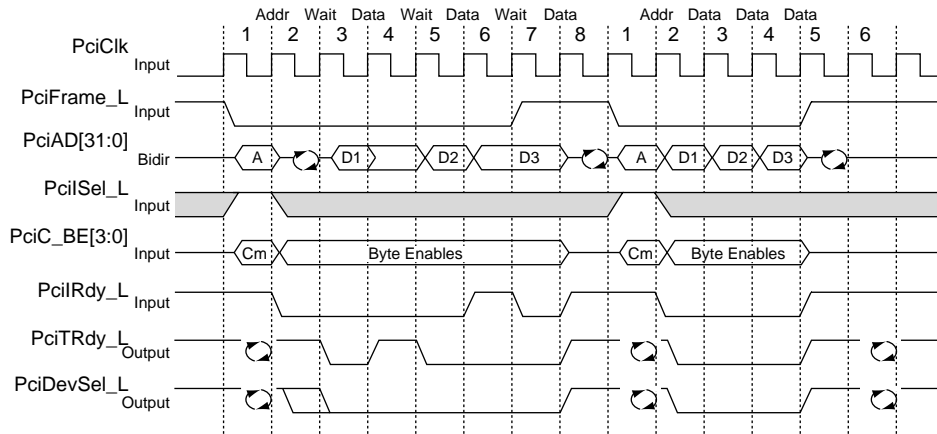 Addr Wait Data Wait Data Wait Data Addr Data Data Data
1 2 3 4 5 6 7 8 1 2 3 4 5 6
PciClk
Input
PciFrame_L
Input
PciAD[31:0]
Bidir
A D1 D2 D3 A D1 D2 D3
PciISel_L
Input
PciC_BE[3:0]
Input
Cm Byte Enables Cm Byte Enables
PciIRdy_L
Input
PciTRdy_L
Output
PciDevSel_L
Output